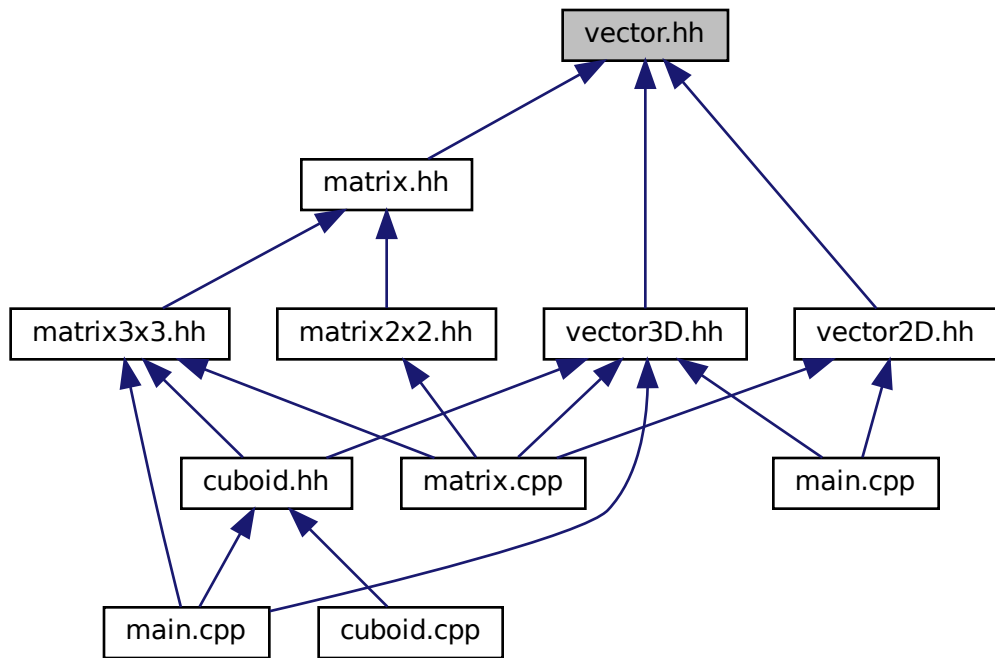 vector.hh
matrix.hh
matrix3x3.hh
matrix2x2.hh
vector3D.hh
vector2D.hh
cuboid.hh
matrix.cpp
main.cpp
main.cpp
cuboid.cpp